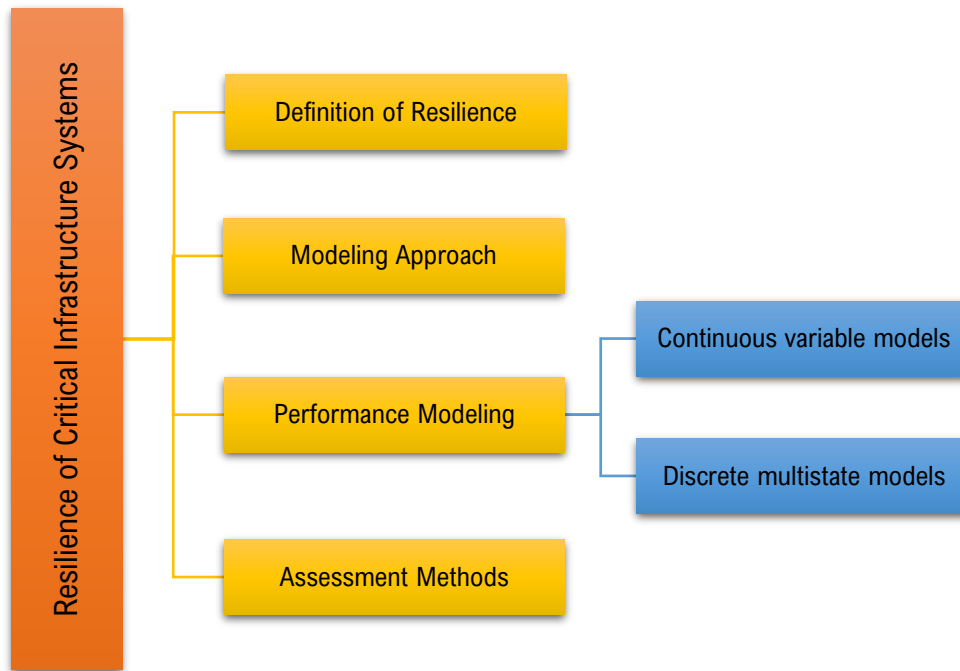 Resilience of Critical Infrastructure Systems
Definition of Resilience
Modeling Approach
Performance Modeling
Continuous variable models
Discrete multistate models
Assessment Methods